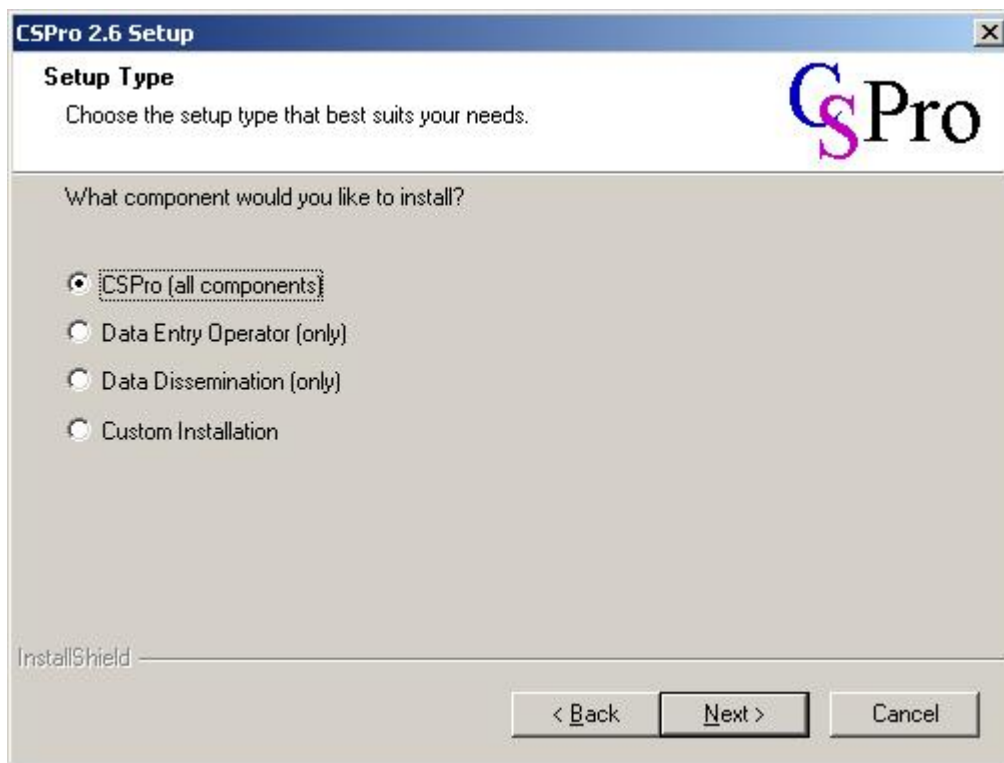 CSPro 2.6 Setup
Setup Type
Choose the setup type that best suits your needs.
CSPro
What component would you like to install?
CSPro (all components)
Data Entry Operator (only)
Data Dissemination (only)
Custom Installation
InstallShield
< Back Next > Cancel